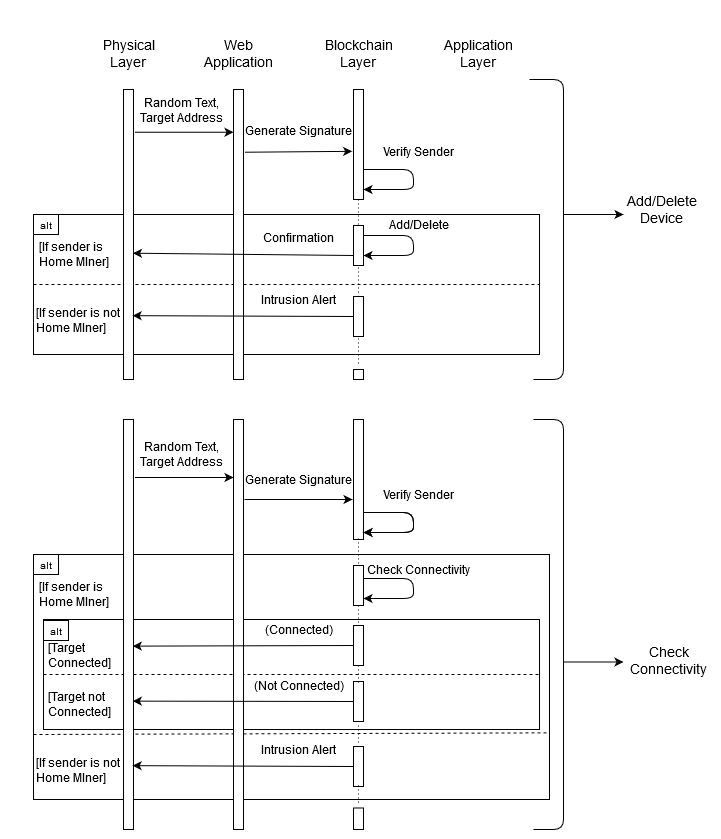 Physical
Layer
Web
Application
Blockchain
Layer
Application
Layer
Random Text,
Target Address
Generate Signature
Verify Sender
Add/Delete
Device
alt
[If sender is
Home MIner]
Confirmation
Add/Delete
[If sender is not
Home MIner]
Intrusion Alert
Random Text,
Target Address
Generate Signature
Verify Sender
alt
[If sender is
Home MIner]
Check Connectivity
alt
[Target
Connected]
(Connected)
Check
Connectivity
[Target not
Connected]
(Not Connected)
[If sender is not
Home MIner]
Intrusion Alert